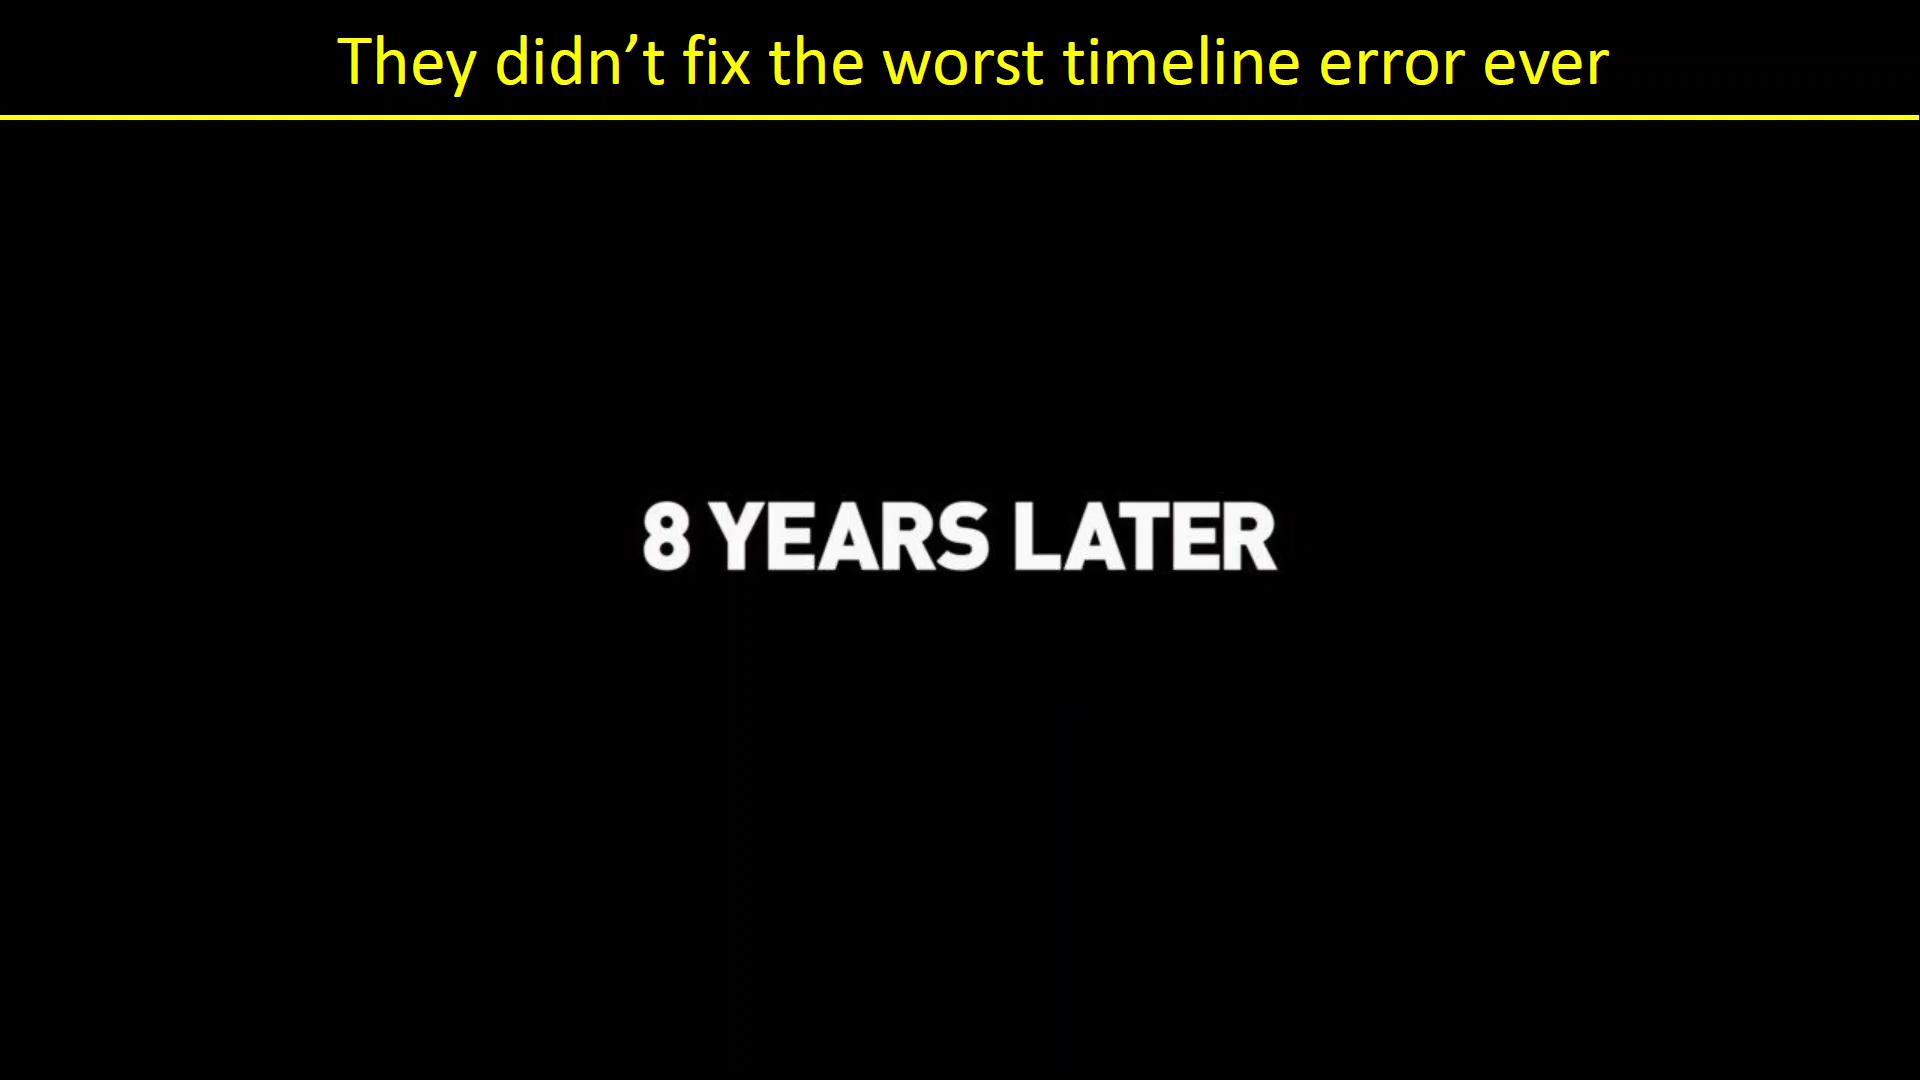 They didn’t fix the worst timeline error ever
8 YEARS LATER